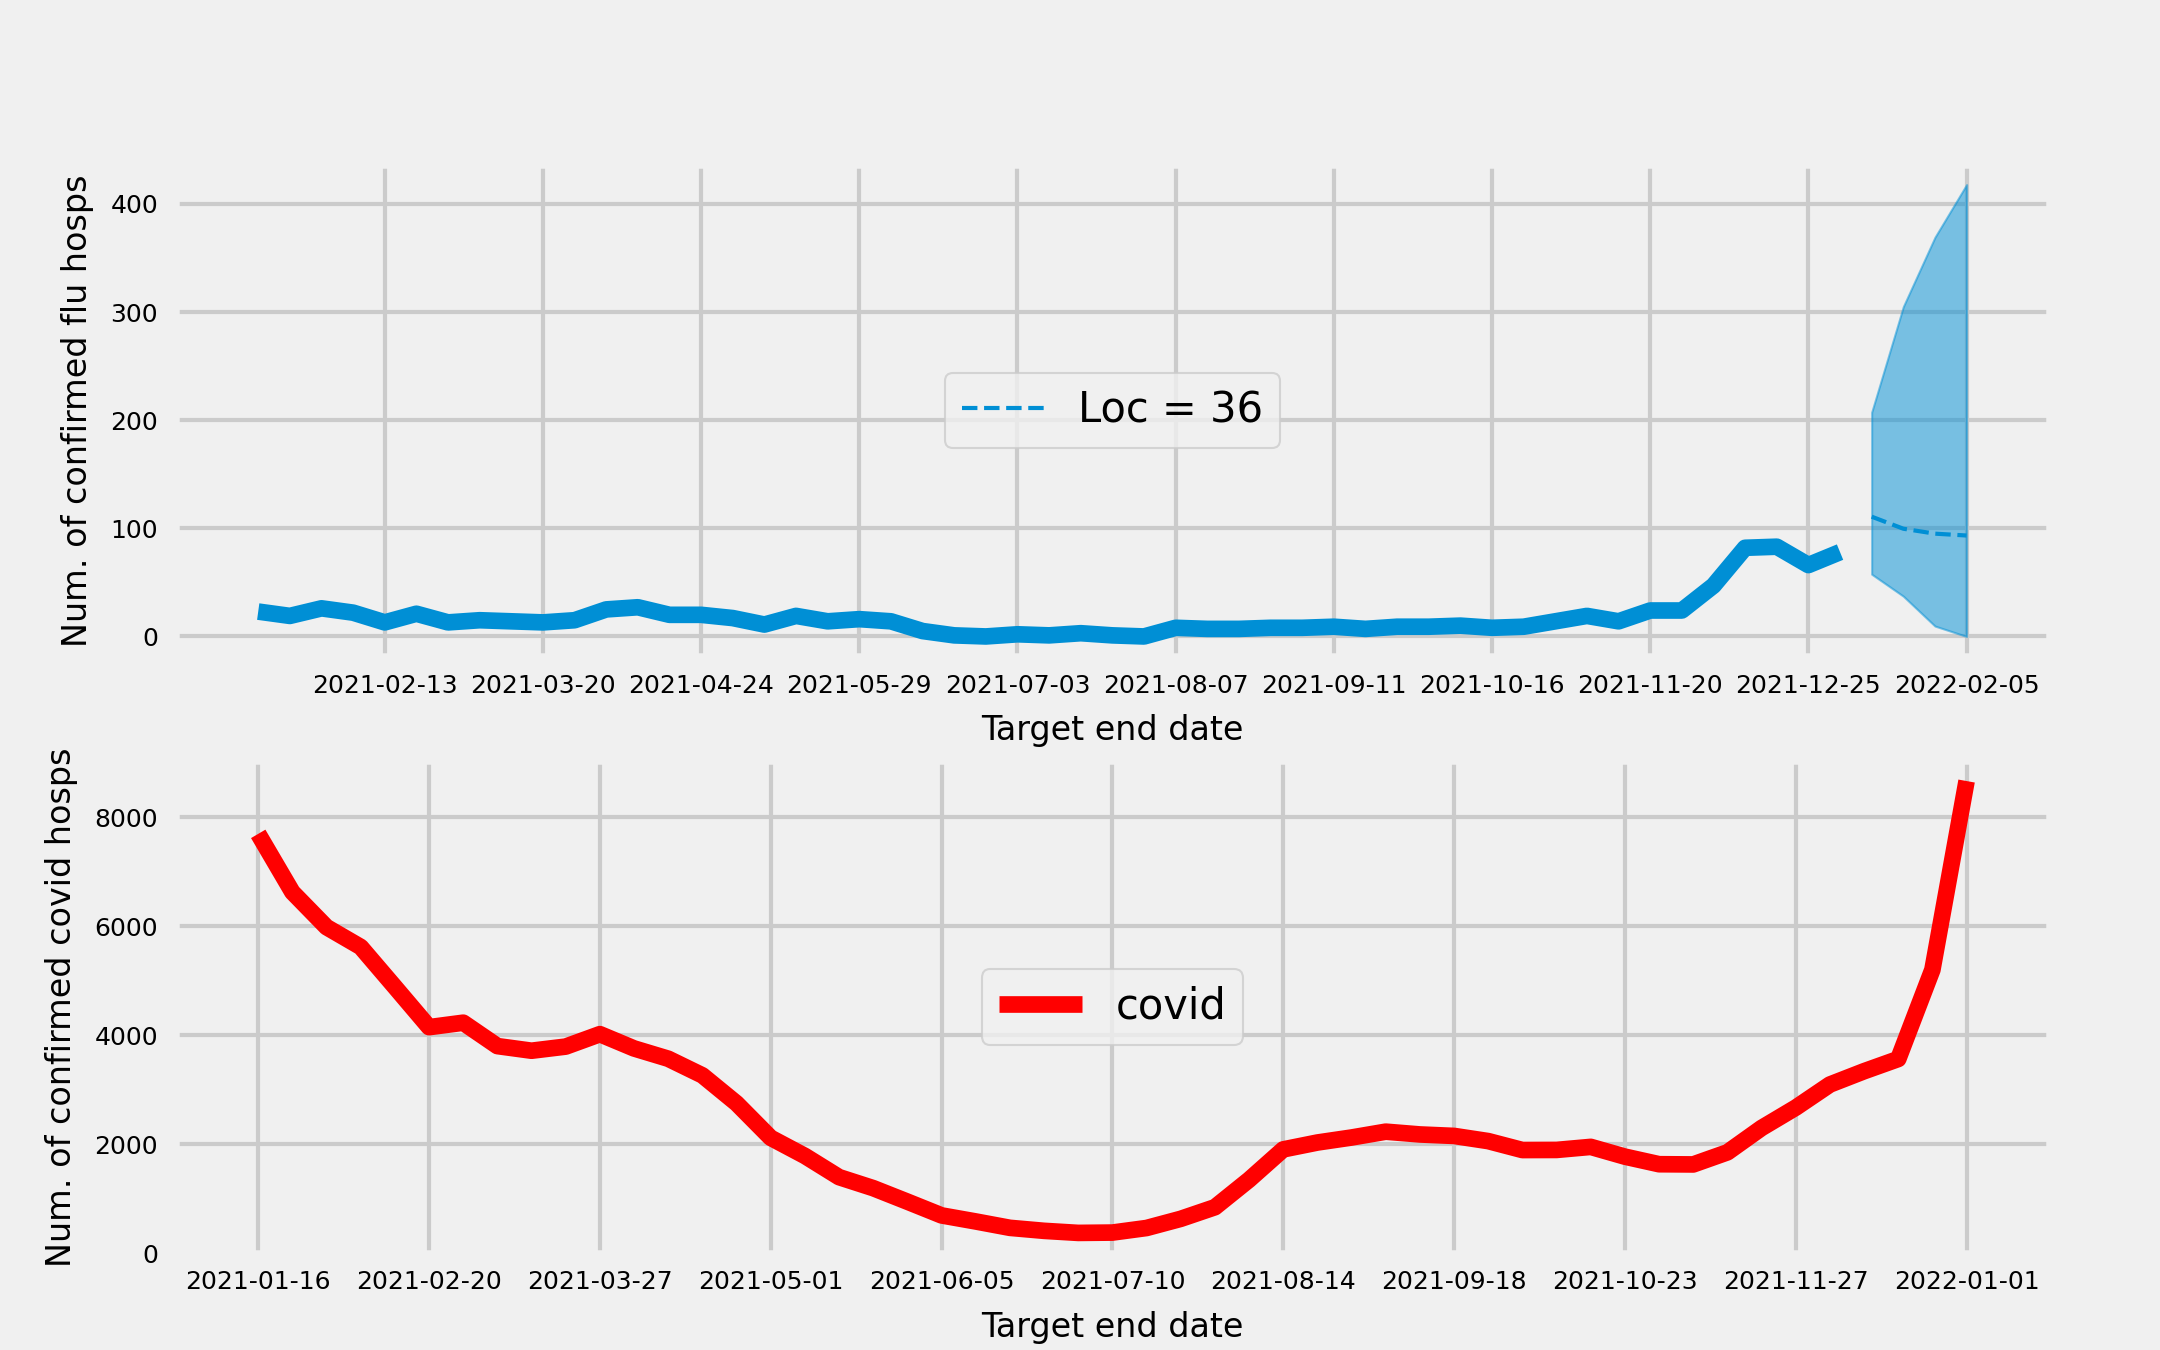 Num. of confirmed flu hosps
400
300
200
100
0
Loc = 36
2021-02-13 2021-03-20 2021-04-24 2021-05-29 2021-07-03 2021-08-07 2021-09-11 2021-10-16 2021-11-20 2021-12-25 2022-02-05
Target end date
Num. of confirmed covid hosps
8000
6000
4000
2000
0
covid
2021-01-16 2021-02-20 2021-03-27 2021-05-01 2021-06-05 2021-07-10 2021-08-14 2021-09-18 2021-10-23 2021-11-27 2022-01-01
Target end date